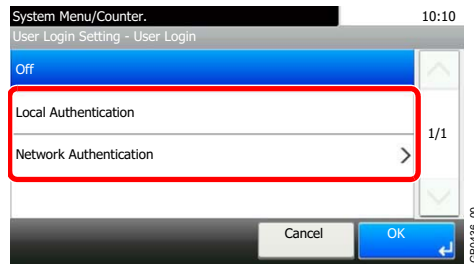 System Menu/Counter.
10:10
User Login Setting - User Login
Off
Local Authentication
1/1
Network Authentication
Cancel
OK
GB0436_00